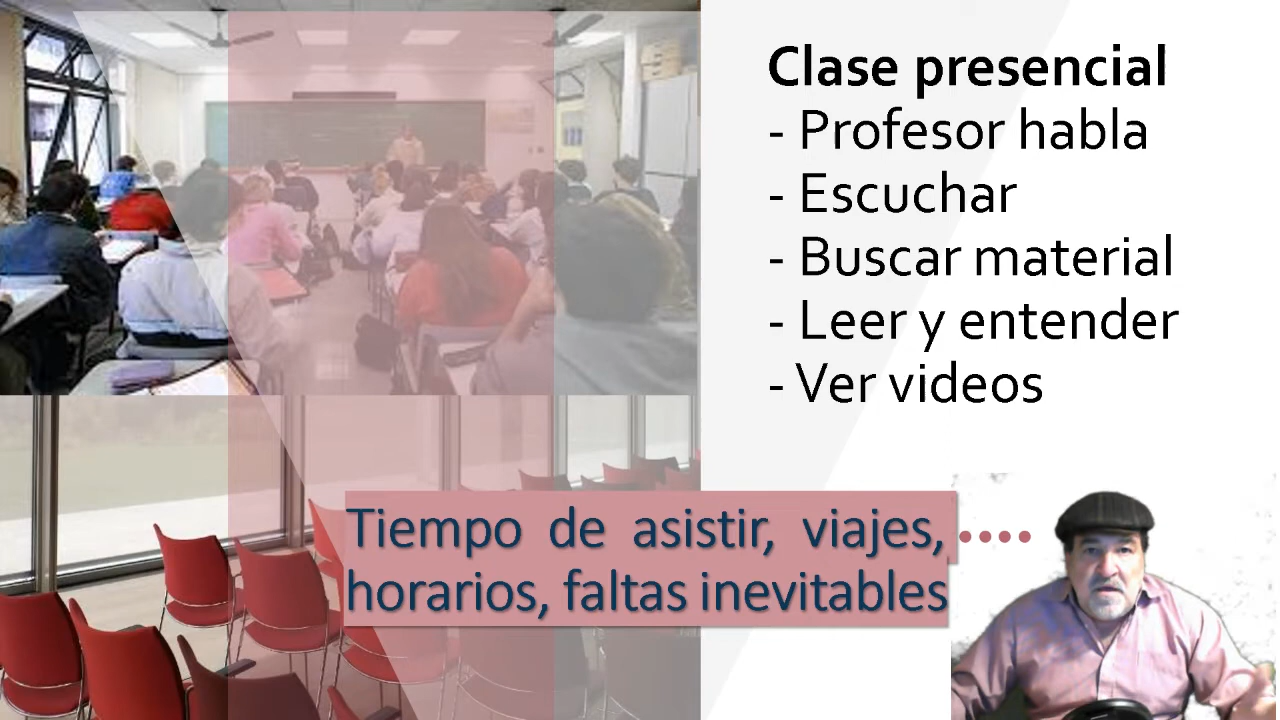 Clase presencial
- Profesor habla
- Escuchar
- Buscar material
- Leer y entender
- Ver videos
Tiempo de asistir, viajes,
horarios, faltas inevitables